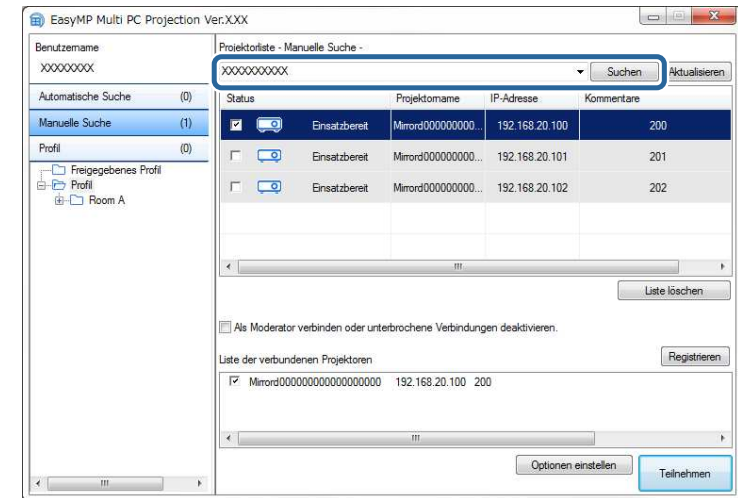 EasyMP Multi PC Projection Ver.X.XX
Benutzername
XXXXXXXX
Automatische Suche (0)
Manuelle Suche (1)
Profil (0)
Freigegebenes Profil
Profil
Room A
Projektorliste - Manuelle Suche -
XXXXXXXXXX Suchen Aktualisieren
Status Projektorname IP-Adresse Kommentare
Einsatzbereit Mirrord000000000... 192.168.20.100 200
Einsatzbereit Mirrord000000000... 192.168.20.101 201
Einsatzbereit Mirrord000000000... 192.168.20.102 202
Liste löschen
Als Moderator verbinden oder unterbrochene Verbindungen deaktivieren.
Liste der verbundenen Projektoren Registrieren
Mirrord000000000000000000 192.168.20.100 200
Optionen einstellen Teilnehmen